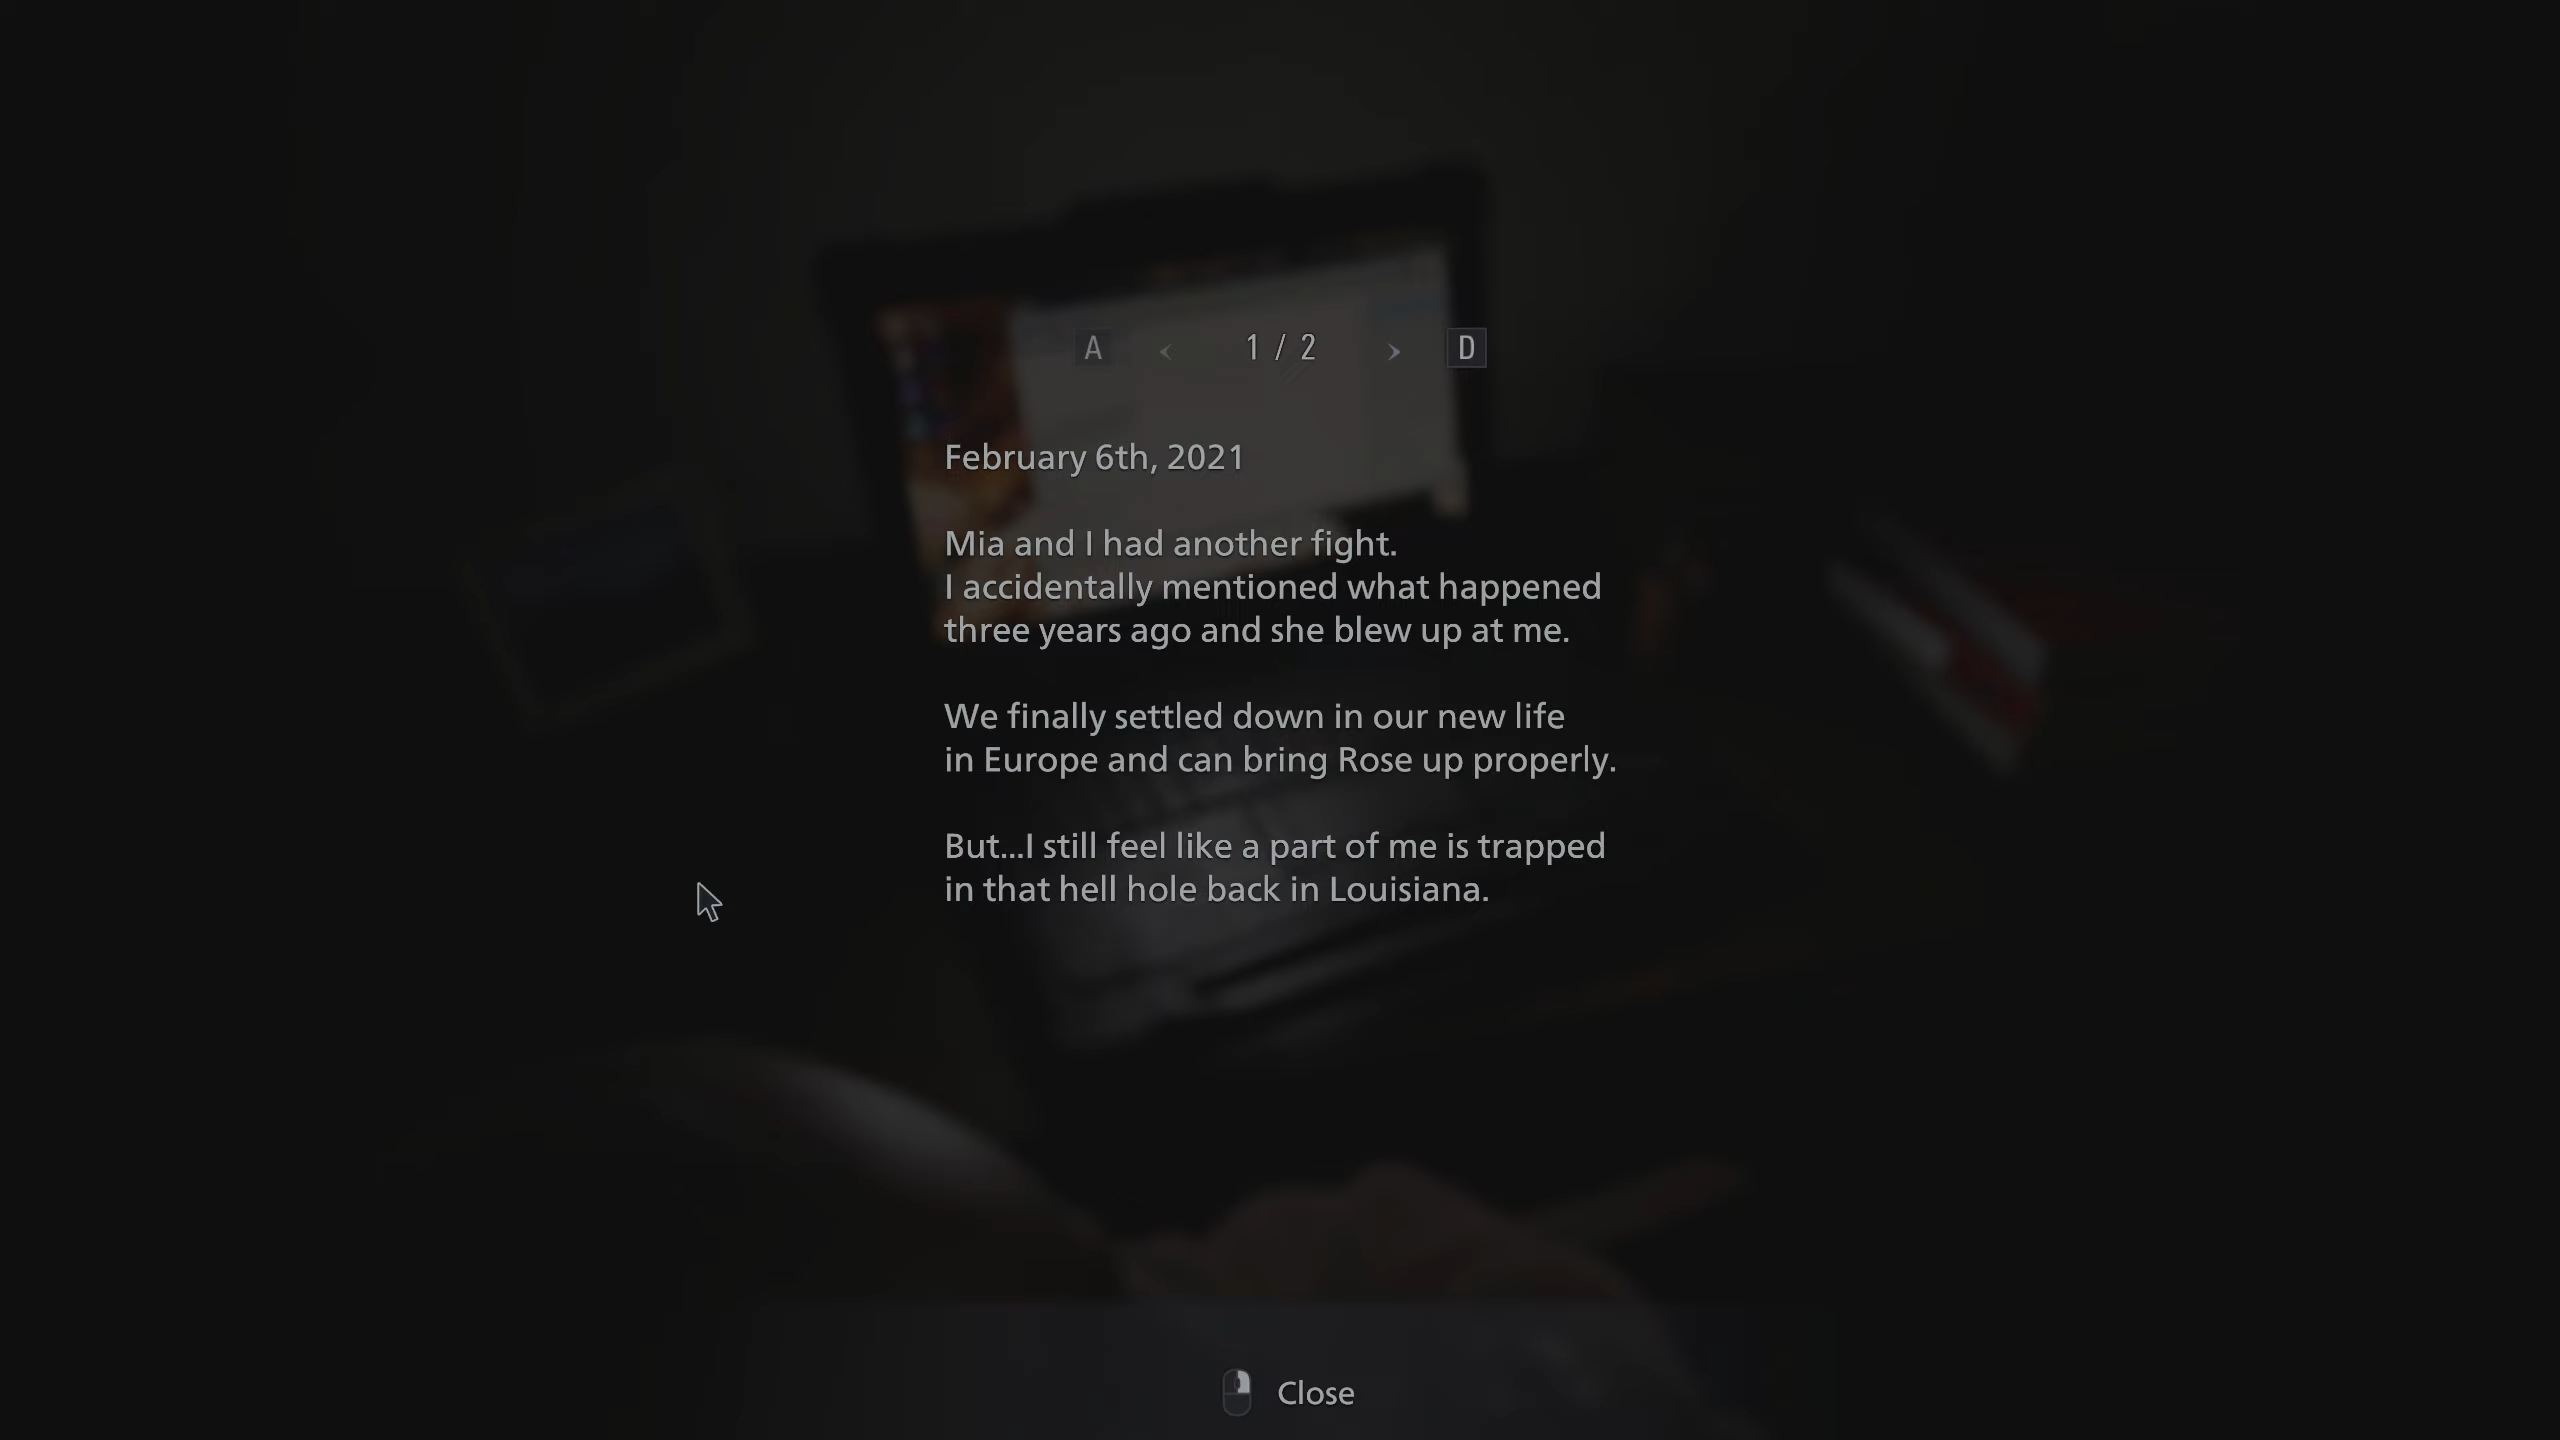 A < 1 / 2 > D
February 6th, 2021
Mia and I had another fight.
I accidentally mentioned what happened
three years ago and she blew up at me.
We finally settled down in our new life
in Europe and can bring Rose up properly.
But...I still feel like a part of me is trapped
in that hell hole back in Louisiana.
Close